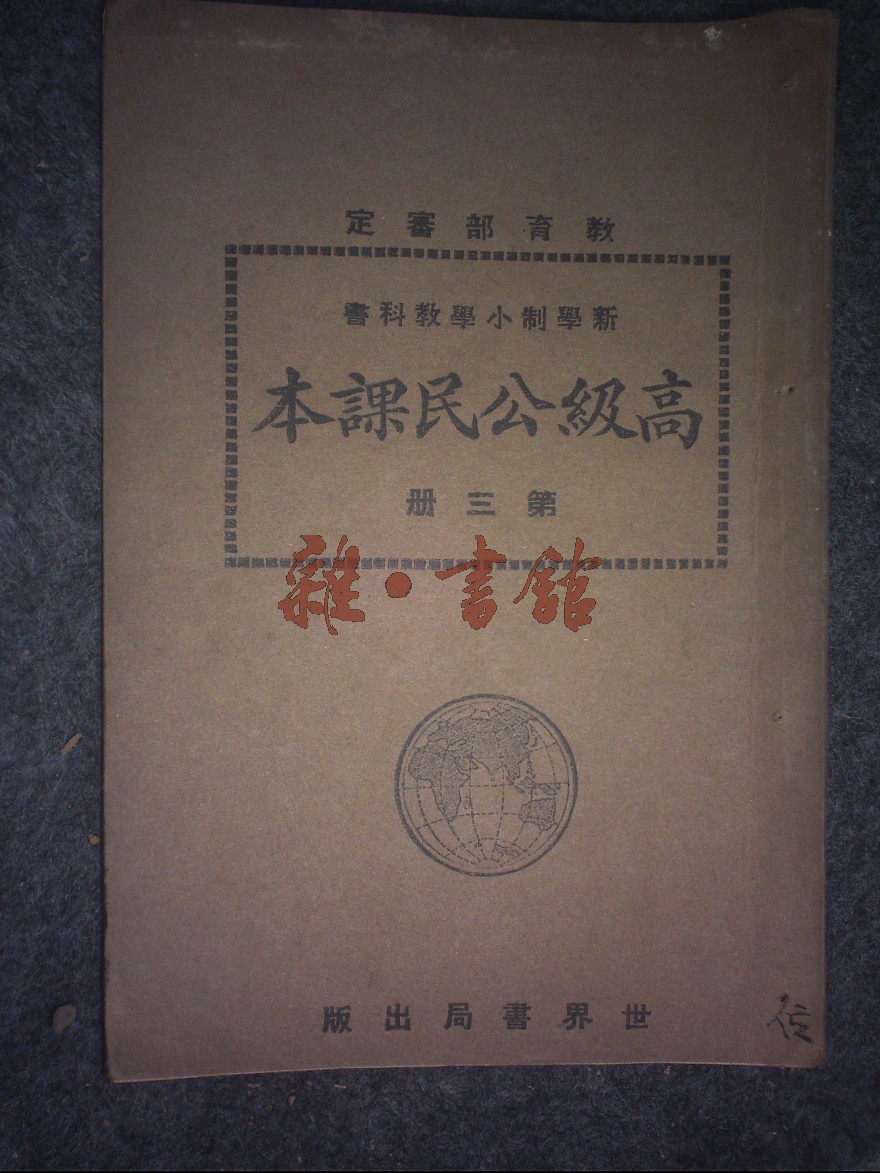 教育部審定
新學制小學教科書
高級公民課本
第三册
雜·書館
世界書局出版